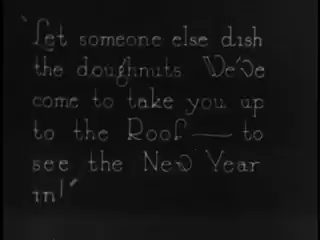 "Let someone else dish
the doughnuts We've
come to take you up
to the Roof — to
see the New Year
in!"